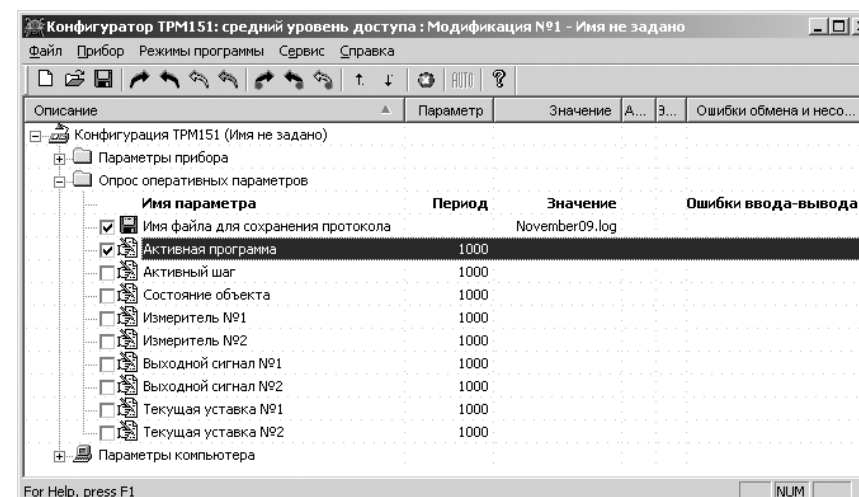 Конфигуратор ТРМ151: средний уровень доступа : Модификация №1 - Имя не задано
Файл Прибор Режимы программы Сервис Справка
AUTO
Описание Параметр Значение А... Э... Ошибки обмена и несо...
Конфигурация ТРМ151 (Имя не задано)
Параметры прибора
Опрос оперативных параметров
Имя параметра Период Значение Ошибки ввода-вывода
Имя файла для сохранения протокола November09.log
Активная программа 1000
Активный шаг 1000
Состояние объекта 1000
Измеритель №1 1000
Измеритель №2 1000
Выходной сигнал №1 1000
Выходной сигнал №2 1000
Текущая уставка №1 1000
Текущая уставка №2 1000
Параметры компьютера
For Help, press F1 NUM